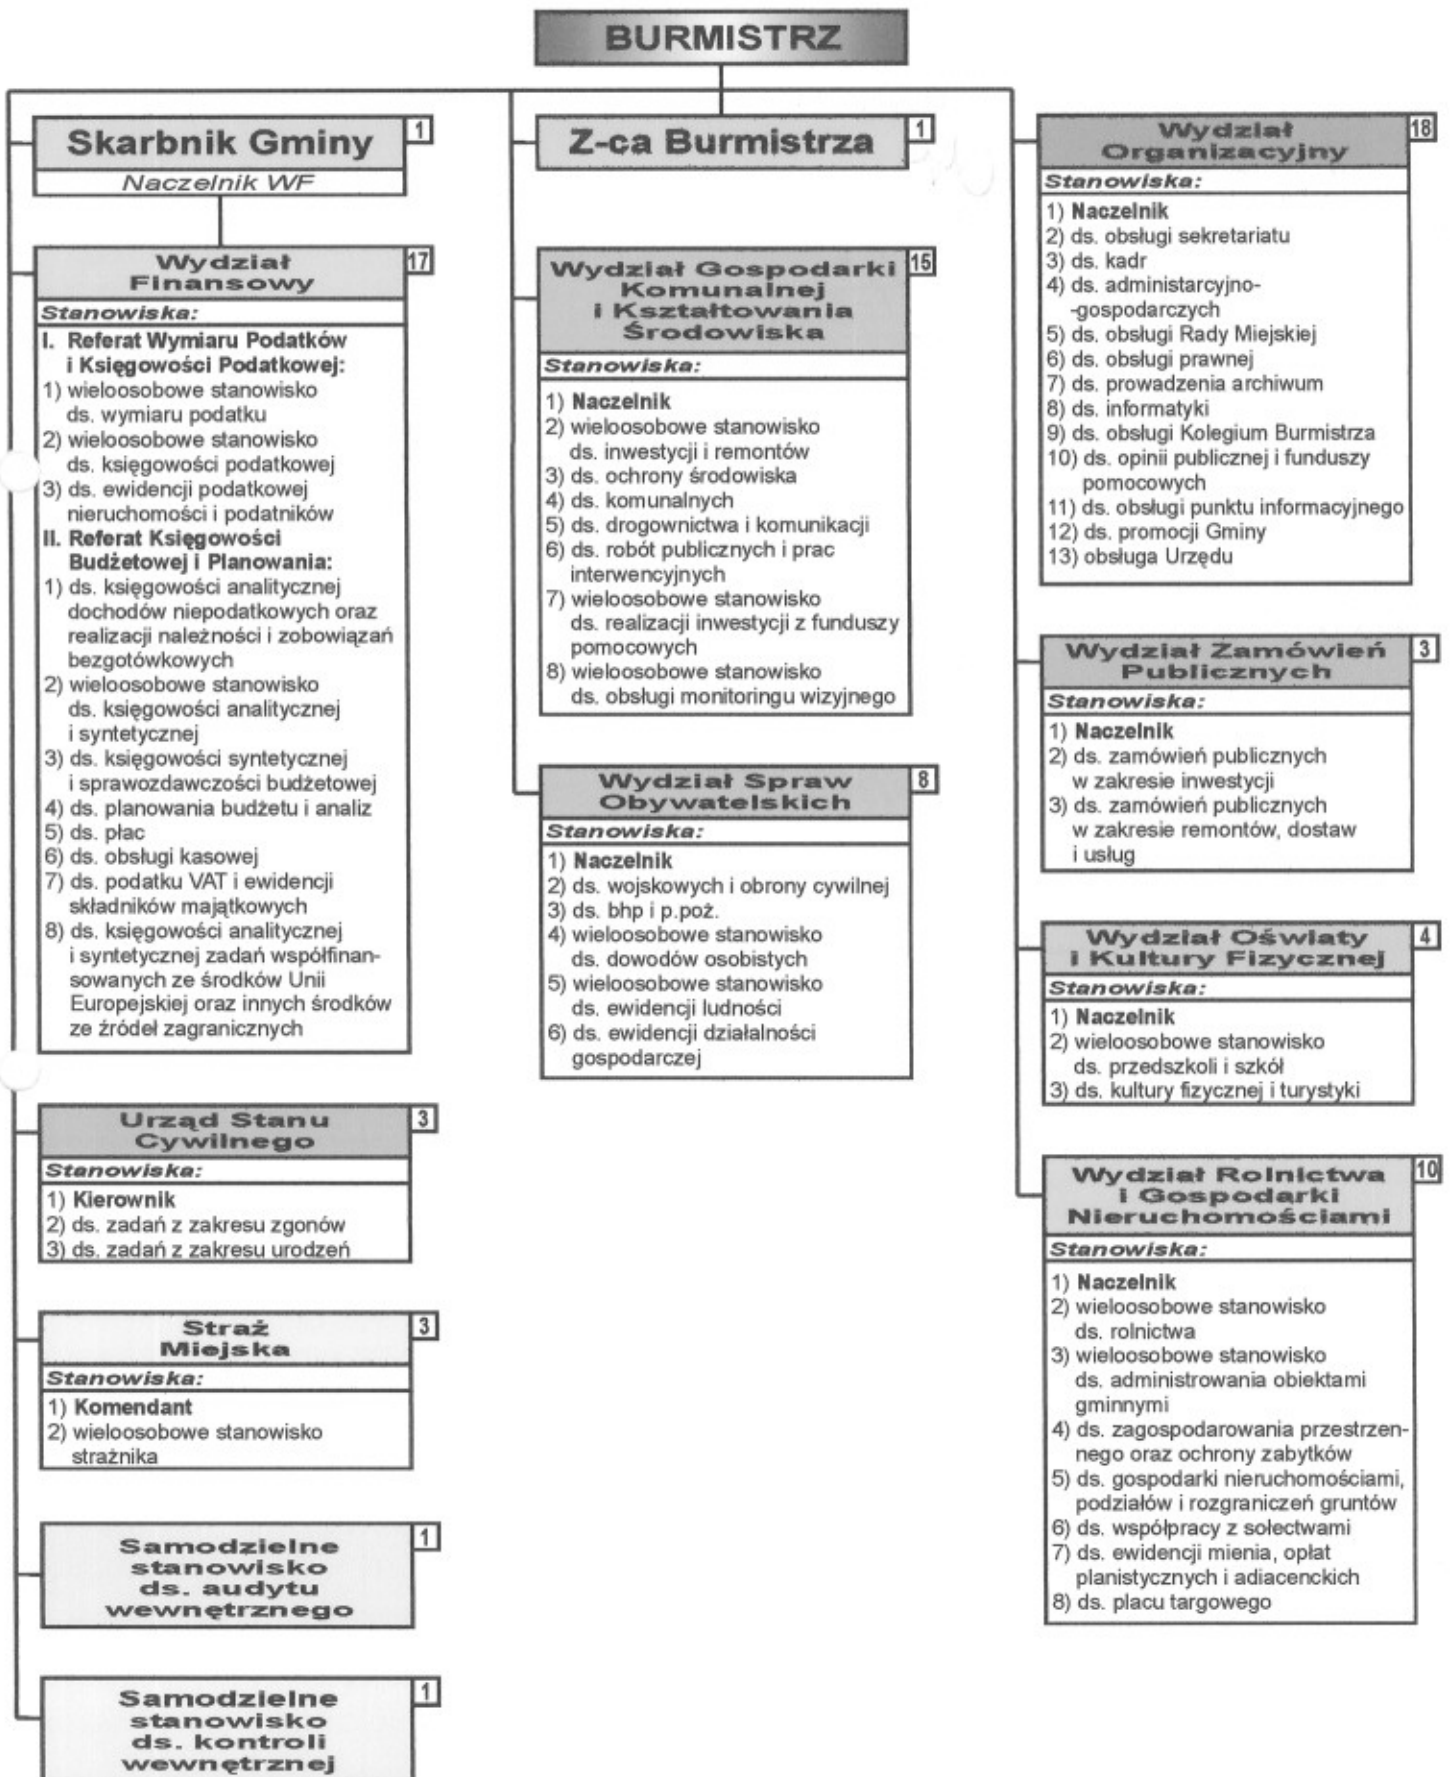 BURMISTRZ
Skarbnik Gminy
1
Naczelnik WF
Wydział
Finansowy
17
Stanowiska:
I. Referat Wymiaru Podatków
i Księgowości Podatkowej:
1) wieloosobowe stanowisko
ds. wymiaru podatku
2) wieloosobowe stanowisko
ds. księgowości podatkowej
3) ds. ewidencji podatkowej
nieruchomości i podatników
II. Referat Księgowości
Budżetowej i Planowania:
1) ds. księgowości analitycznej
dochodów niepodatkowych oraz
realizacji należności i zobowiązań
bezgotówkowych
2) wieloosobowe stanowisko
ds. księgowości analitycznej
i syntetycznej
3) ds. księgowości syntetycznej
i sprawozdawczości budżetowej
4) ds. planowania budżetu i analiz
5) ds. płac
6) ds. obsługi kasowej
7) ds. podatku VAT i ewidencji
składników majątkowych
8) ds. księgowości analitycznej
i syntetycznej zadań współfinan-
sowanych ze środków Unii
Europejskiej oraz innych środków
ze źródeł zagranicznych
Urząd Stanu
Cywilnego
3
Stanowiska:
1) Kierownik
2) ds. zadań z zakresu zgonów
3) ds. zadań z zakresu urodzeń
Straż
Miejska
3
Stanowiska:
1) Komendant
2) wieloosobowe stanowisko
strażnika
Samodzielne
stanowisko
ds. audytu
wewnętrznego
1
Samodzielne
stanowisko
ds. kontroli
wewnętrznej
1
Z-ca Burmistrza
1
Wydział Gospodarki
Komunalnej
i Kształtowania
Środowiska
15
Stanowiska:
1) Naczelnik
2) wieloosobowe stanowisko
ds. inwestycji i remontów
3) ds. ochrony środowiska
4) ds. komunalnych
5) ds. drogownictwa i komunikacji
6) ds. robót publicznych i prac
interwencyjnych
7) wieloosobowe stanowisko
ds. realizacji inwestycji z funduszy
pomocowych
8) wieloosobowe stanowisko
ds. obsługi monitoringu wizyjnego
Wydział Spraw
Obywatelskich
8
Stanowiska:
1) Naczelnik
2) ds. wojskowych i obrony cywilnej
3) ds. bhp i p.poż.
4) wieloosobowe stanowisko
ds. dowodów osobistych
5) wieloosobowe stanowisko
ds. ewidencji ludności
6) ds. ewidencji działalności
gospodarczej
Wydział
Organizacyjny
18
Stanowiska:
1) Naczelnik
2) ds. obsługi sekretariatu
3) ds. kadr
4) ds. administarcyjno-
-gospodarczych
5) ds. obsługi Rady Miejskiej
6) ds. obsługi prawnej
7) ds. prowadzenia archiwum
8) ds. informatyki
9) ds. obsługi Kolegium Burmistrza
10) ds. opinii publicznej i funduszy
pomocowych
11) ds. obsługi punktu informacyjnego
12) ds. promocji Gminy
13) obsługa Urzędu
Wydział Zamówień
Publicznych
3
Stanowiska:
1) Naczelnik
2) ds. zamówień publicznych
w zakresie inwestycji
3) ds. zamówień publicznych
w zakresie remontów, dostaw
i usług
Wydział Oświaty
i Kultury Fizycznej
4
Stanowiska:
1) Naczelnik
2) wieloosobowe stanowisko
ds. przedszkoli i szkół
3) ds. kultury fizycznej i turystyki
Wydział Rolnictwa
i Gospodarki
Nieruchomościami
10
Stanowiska:
1) Naczelnik
2) wieloosobowe stanowisko
ds. rolnictwa
3) wieloosobowe stanowisko
ds. administrowania obiektami
gminnymi
4) ds. zagospodarowania przestrzen-
nego oraz ochrony zabytków
5) ds. gospodarki nieruchomościami,
podziałów i rozgraniczeń gruntów
6) ds. współpracy z sołectwami
7) ds. ewidencji mienia, opłat
planistycznych i adiacenckich
8) ds. placu targowego